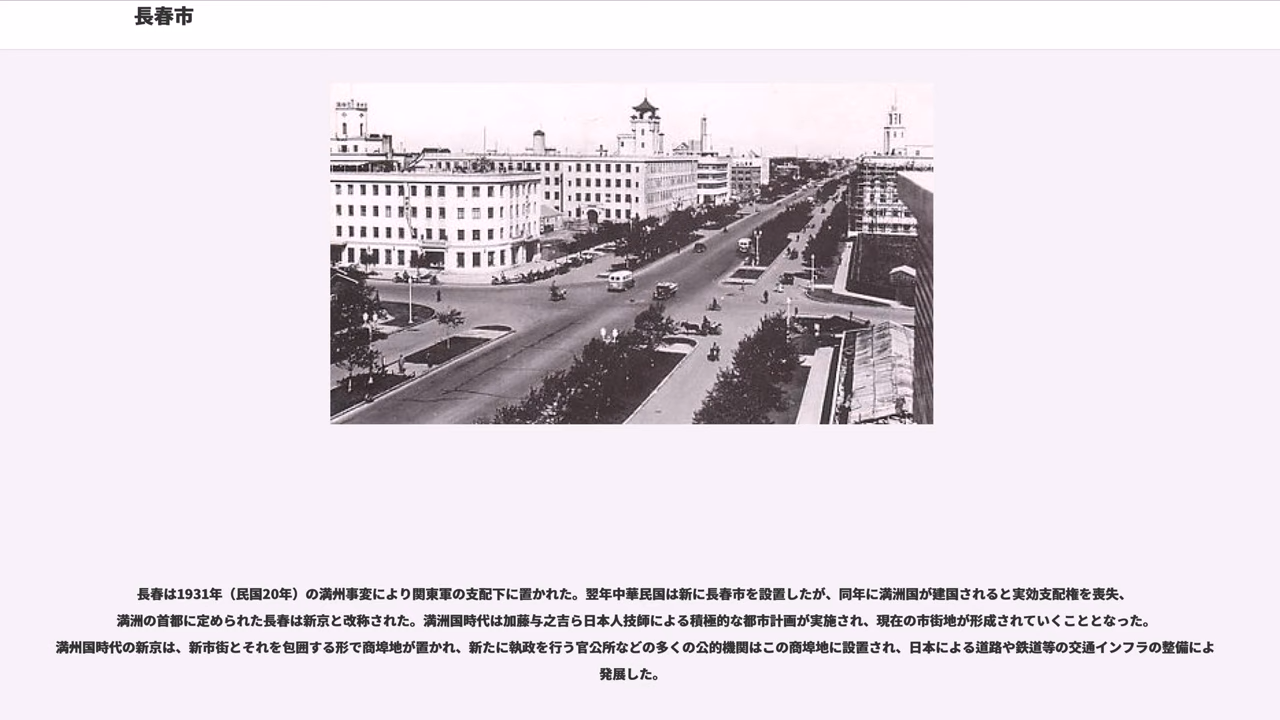 長春市
長春は1931年（民国20年）の満州事変により関東軍の支配下に置かれた。翌年中華民国は新に長春市を設置したが、同年に満洲国が建国されると実効支配権を喪失、
満洲の首都に定められた長春は新京と改称された。満洲国時代は加藤与之吉ら日本人技師による積極的な都市計画が実施され、現在の市街地が形成されていくこととなった。
満州国時代の新京は、新市街とそれを包囲する形で商埠地が置かれ、新たに執政を行う官公所などの多くの公的機関はこの商埠地に設置され、日本による道路や鉄道等の交通インフラの整備によ
発展した。